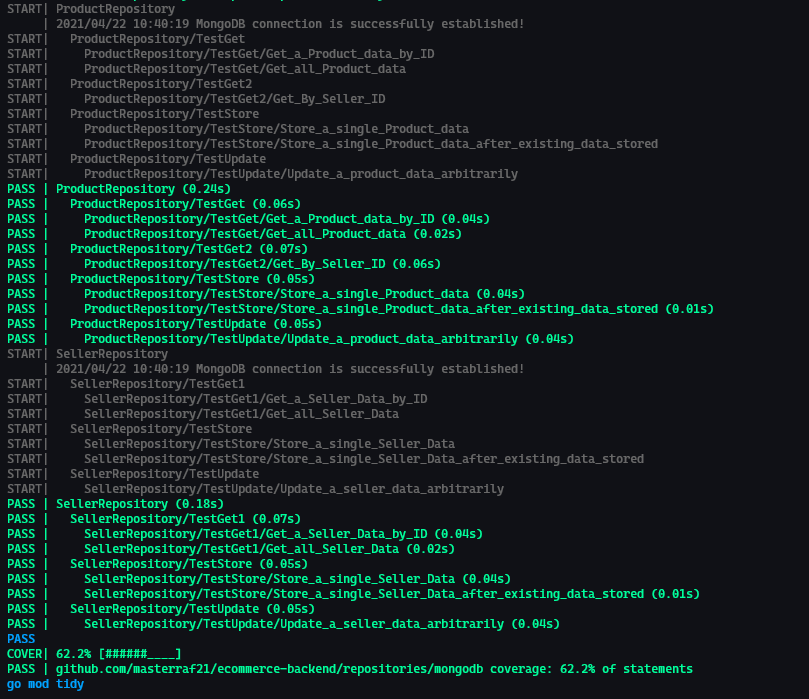 START| ProductRepository
     | 2021/04/22 10:40:19 MongoDB connection is successfully established!
START|   ProductRepository/TestGet
START|     ProductRepository/TestGet/Get_a_Product_data_by_ID
START|     ProductRepository/TestGet/Get_all_Product_data
START|   ProductRepository/TestGet2
START|     ProductRepository/TestGet2/Get_By_Seller_ID
START|   ProductRepository/TestStore
START|     ProductRepository/TestStore/Store_a_single_Product_data
START|     ProductRepository/TestStore/Store_a_single_Product_data_after_existing_data_stored
START|   ProductRepository/TestUpdate
START|     ProductRepository/TestUpdate/Update_a_product_data_arbitrarily
PASS | ProductRepository (0.24s)
PASS |   ProductRepository/TestGet (0.06s)
PASS |     ProductRepository/TestGet/Get_a_Product_data_by_ID (0.04s)
PASS |     ProductRepository/TestGet/Get_all_Product_data (0.02s)
PASS |   ProductRepository/TestGet2 (0.07s)
PASS |     ProductRepository/TestGet2/Get_By_Seller_ID (0.06s)
PASS |   ProductRepository/TestStore (0.05s)
PASS |     ProductRepository/TestStore/Store_a_single_Product_data (0.04s)
PASS |     ProductRepository/TestStore/Store_a_single_Product_data_after_existing_data_stored (0.01s)
PASS |   ProductRepository/TestUpdate (0.05s)
PASS |     ProductRepository/TestUpdate/Update_a_product_data_arbitrarily (0.04s)
START| SellerRepository
     | 2021/04/22 10:40:19 MongoDB connection is successfully established!
START|   SellerRepository/TestGet1
START|     SellerRepository/TestGet1/Get_a_Seller_Data_by_ID
START|     SellerRepository/TestGet1/Get_all_Seller_Data
START|   SellerRepository/TestStore
START|     SellerRepository/TestStore/Store_a_single_Seller_Data
START|     SellerRepository/TestStore/Store_a_single_Seller_Data_after_existing_data_stored
START|   SellerRepository/TestUpdate
START|     SellerRepository/TestUpdate/Update_a_seller_data_arbitrarily
PASS | SellerRepository (0.18s)
PASS |   SellerRepository/TestGet1 (0.07s)
PASS |     SellerRepository/TestGet1/Get_a_Seller_Data_by_ID (0.04s)
PASS |     SellerRepository/TestGet1/Get_all_Seller_Data (0.02s)
PASS |   SellerRepository/TestStore (0.05s)
PASS |     SellerRepository/TestStore/Store_a_single_Seller_Data (0.04s)
PASS |     SellerRepository/TestStore/Store_a_single_Seller_Data_after_existing_data_stored (0.01s)
PASS |   SellerRepository/TestUpdate (0.05s)
PASS |     SellerRepository/TestUpdate/Update_a_seller_data_arbitrarily (0.04s)
PASS
COVER| 62.2% [######____]
PASS | github.com/masterraf21/ecommerce-backend/repositories/mongodb coverage: 62.2% of statements
go mod tidy